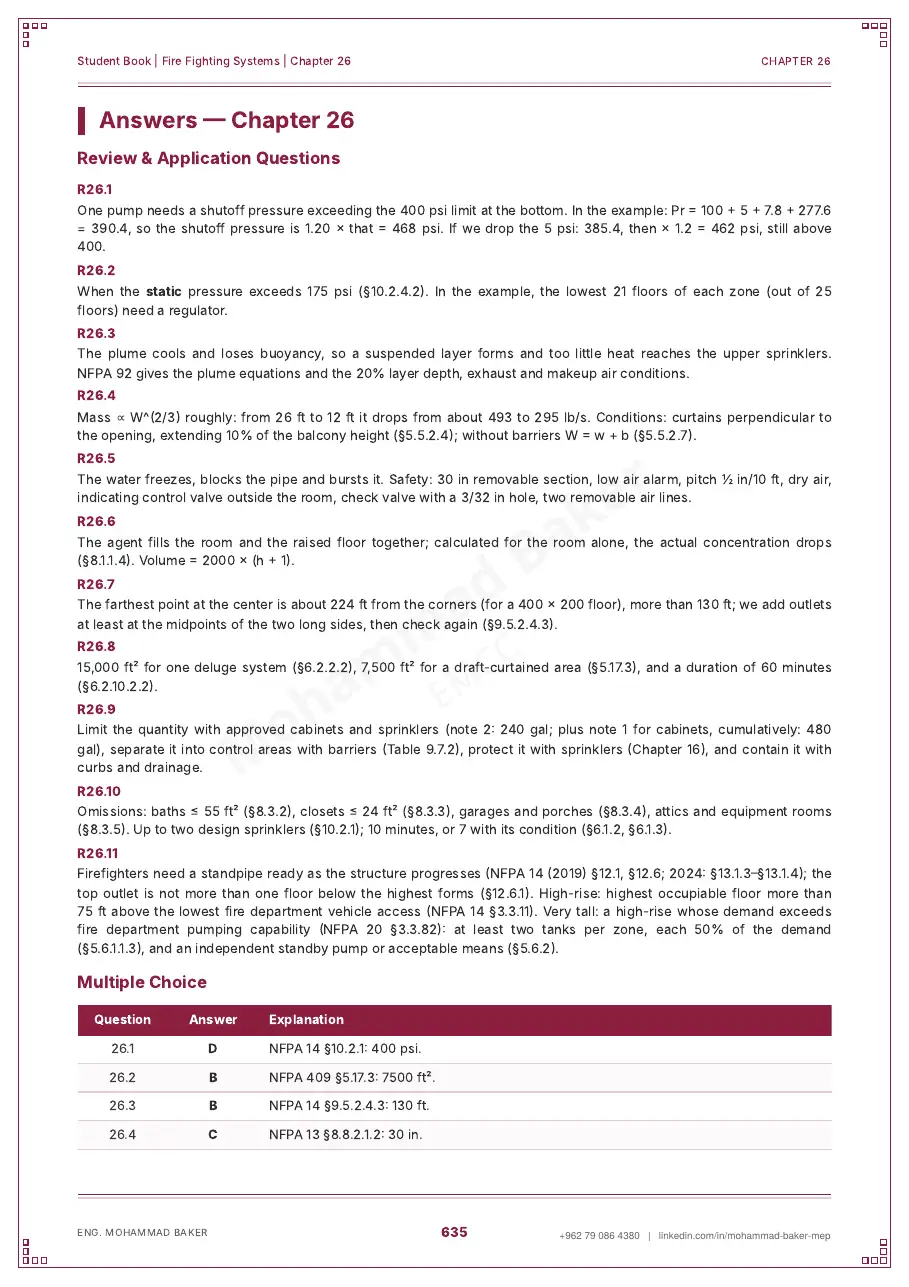 Student Book | Fire Fighting Systems | Chapter 26
CHAPTER 26
Answers — Chapter 26
Review & Application Questions
R26.1
One pump needs a shutoff pressure exceeding the 400 psi limit at the bottom. In the example: Pr = 100 + 5 + 7.8 + 277.6
= 390.4, so the shutoff pressure is 1.20 × that = 468 psi. If we drop the 5 psi: 385.4, then × 1.2 = 462 psi, still above
400.
R26.2
When the static pressure exceeds 175 psi (§10.2.4.2). In the example, the lowest 21 floors of each zone (out of 25
floors) need a regulator.
R26.3
The plume cools and loses buoyancy, so a suspended layer forms and too little heat reaches the upper sprinklers.
NFPA 92 gives the plume equations and the 20% layer depth, exhaust and makeup air conditions.
R26.4
Mass ∝ W^(2/3) roughly: from 26 ft to 12 ft it drops from about 493 to 295 lb/s. Conditions: curtains perpendicular to
the opening, extending 10% of the balcony height (§5.5.2.4); without barriers W = w + b (§5.5.2.7).
R26.5
The water freezes, blocks the pipe and bursts it. Safety: 30 in removable section, low air alarm, pitch ½ in/10 ft, dry air,
indicating control valve outside the room, check valve with a 3/32 in hole, two removable air lines.
R26.6
The agent fills the room and the raised floor together; calculated for the room alone, the actual concentration drops
(§8.1.1.4). Volume = 2000 × (h + 1).
R26.7
The farthest point at the center is about 224 ft from the corners (for a 400 × 200 floor), more than 130 ft; we add outlets
at least at the midpoints of the two long sides, then check again (§9.5.2.4.3).
R26.8
15,000 ft² for one deluge system (§6.2.2.2), 7,500 ft² for a draft-curtained area (§5.17.3), and a duration of 60 minutes
(§6.2.10.2.2).
R26.9
Limit the quantity with approved cabinets and sprinklers (note 2: 240 gal; plus note 1 for cabinets, cumulatively: 480
gal), separate it into control areas with barriers (Table 9.7.2), protect it with sprinklers (Chapter 16), and contain it with
curbs and drainage.
R26.10
Omissions: baths ≤ 55 ft² (§8.3.2), closets ≤ 24 ft² (§8.3.3), garages and porches (§8.3.4), attics and equipment rooms
(§8.3.5). Up to two design sprinklers (§10.2.1); 10 minutes, or 7 with its condition (§6.1.2, §6.1.3).
R26.11
Firefighters need a standpipe ready as the structure progresses (NFPA 14 (2019) §12.1, §12.6; 2024: §13.1.3–§13.1.4); the
top outlet is not more than one floor below the highest forms (§12.6.1). High-rise: highest occupiable floor more than
75 ft above the lowest fire department vehicle access (NFPA 14 §3.3.11). Very tall: a high-rise whose demand exceeds
fire department pumping capability (NFPA 20 §3.3.82): at least two tanks per zone, each 50% of the demand
(§5.6.1.1.3), and an independent standby pump or acceptable means (§5.6.2).
Multiple Choice
Question Answer Explanation
26.1 D NFPA 14 §10.2.1: 400 psi.
26.2 B NFPA 409 §5.17.3: 7500 ft².
26.3 B NFPA 14 §9.5.2.4.3: 130 ft.
26.4 C NFPA 13 §8.8.2.1.2: 30 in.
Mohammad Baker
EMCC
ENG. MOHAMMAD BAKER
635
+962 79 086 4380 | linkedin.com/in/mohammad-baker-mep